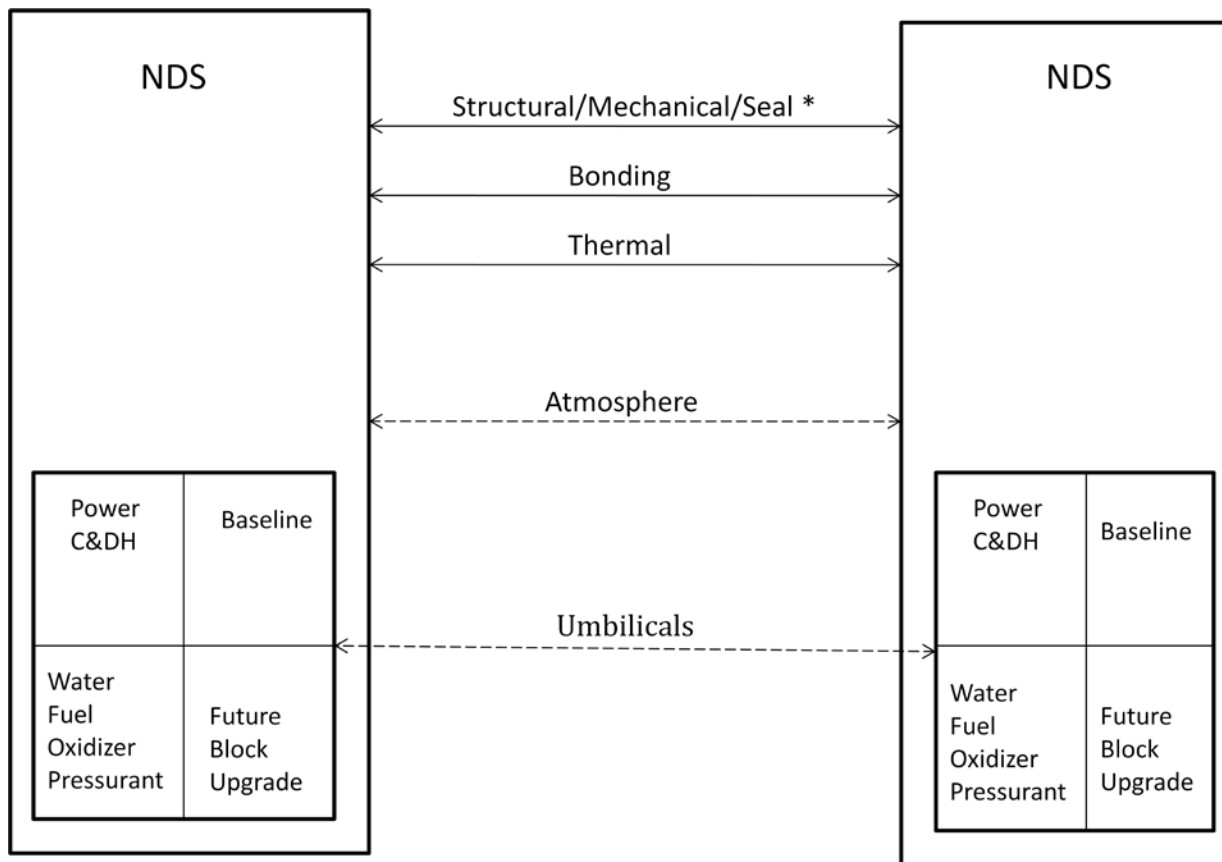 NDS
NDS
Structural/Mechanical/Seal *
Bonding
Thermal
Atmosphere
Power
C&DH
Baseline
Power
C&DH
Baseline
Umbilicals
Water
Fuel
Oxidizer
Pressurant
Future
Block
Upgrade
Water
Fuel
Oxidizer
Pressurant
Future
Block
Upgrade